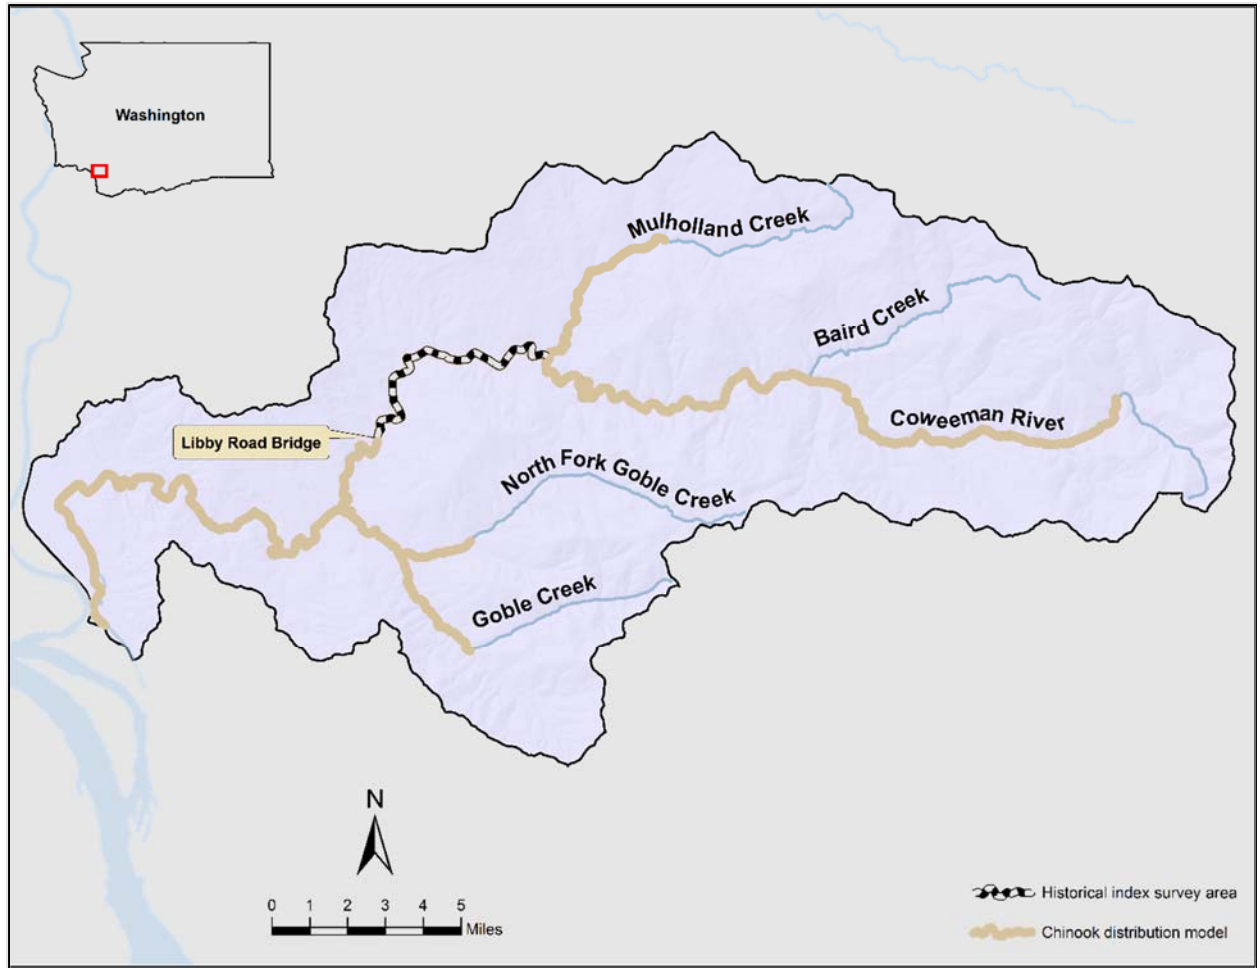 Washington
Mulholland Creek
Baird Creek
Coweeman River
Libby Road Bridge
North Fork Goble Creek
Goble Creek
N
0 1 2 3 4 5
Miles
Historical index survey area
Chinook distribution model